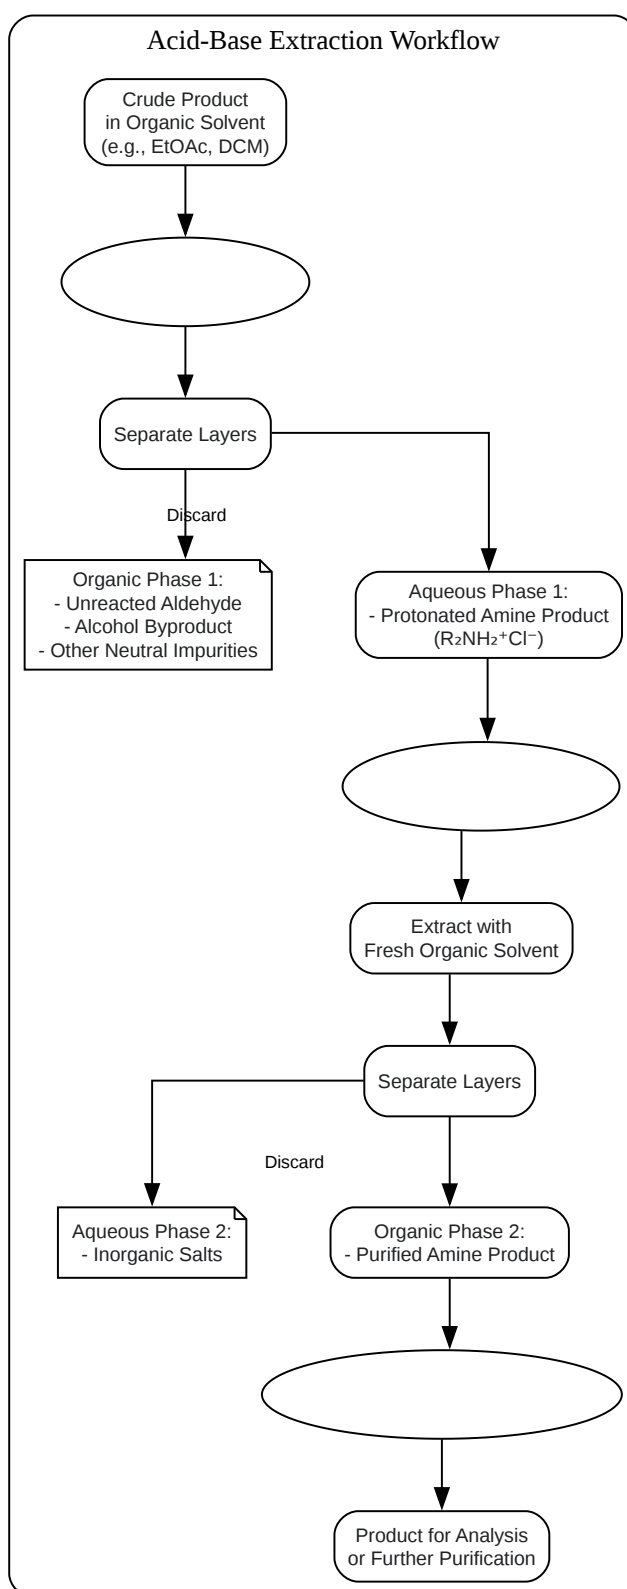 Acid-Base Extraction Workflow
Crude Product
in Organic Solvent
(e.g., EtOAc, DCM)
Separate Layers
Discard
Organic Phase 1:
- Unreacted Aldehyde
- Alcohol Byproduct
- Other Neutral Impurities
Aqueous Phase 1:
- Protonated Amine Product
(R₂NH₂⁺Cl⁻)
Extract with
Fresh Organic Solvent
Separate Layers
Discard
Aqueous Phase 2:
- Inorganic Salts
Organic Phase 2:
- Purified Amine Product
Product for Analysis
or Further Purification